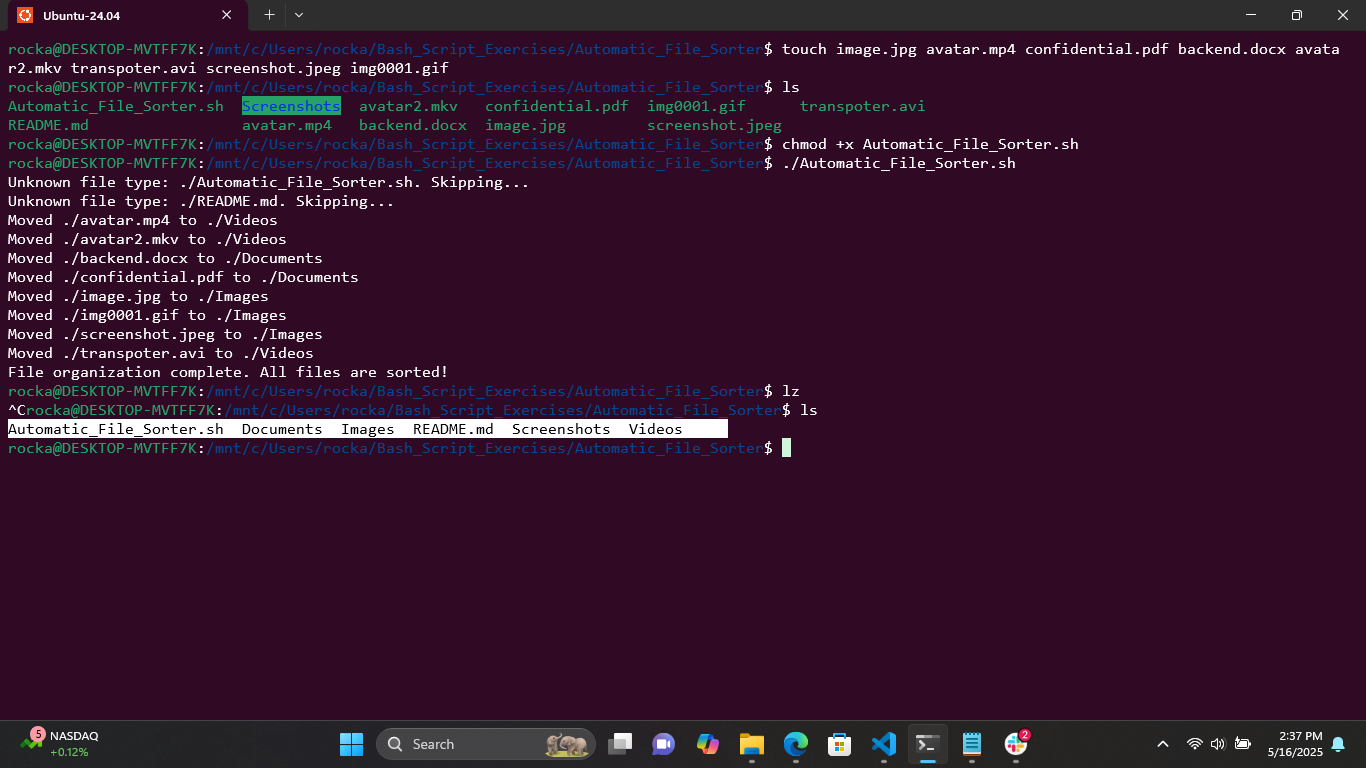 Ubuntu-24.04
rocka@DESKTOP-MVTFF7K:/mnt/c/Users/rocka/Bash_Script_Exercises/Automatic_File_Sorter$ touch image.jpg avatar.mp4 confidential.pdf backend.docx avata
r2.mkv transpoter.avi screenshot.jpeg img0001.gif
rocka@DESKTOP-MVTFF7K:/mnt/c/Users/rocka/Bash_Script_Exercises/Automatic_File_Sorter$ ls
Automatic_File_Sorter.sh  Screenshots  avatar2.mkv   confidential.pdf  img0001.gif      transpoter.avi
README.md                 avatar.mp4   backend.docx  image.jpg         screenshot.jpeg
rocka@DESKTOP-MVTFF7K:/mnt/c/Users/rocka/Bash_Script_Exercises/Automatic_File_Sorter$ chmod +x Automatic_File_Sorter.sh
rocka@DESKTOP-MVTFF7K:/mnt/c/Users/rocka/Bash_Script_Exercises/Automatic_File_Sorter$ ./Automatic_File_Sorter.sh
Unknown file type: ./Automatic_File_Sorter.sh. Skipping...
Unknown file type: ./README.md. Skipping...
Moved ./avatar.mp4 to ./Videos
Moved ./avatar2.mkv to ./Videos
Moved ./backend.docx to ./Documents
Moved ./confidential.pdf to ./Documents
Moved ./image.jpg to ./Images
Moved ./img0001.gif to ./Images
Moved ./screenshot.jpeg to ./Images
Moved ./transpoter.avi to ./Videos
File organization complete. All files are sorted!
rocka@DESKTOP-MVTFF7K:/mnt/c/Users/rocka/Bash_Script_Exercises/Automatic_File_Sorter$ lz
^Crocka@DESKTOP-MVTFF7K:/mnt/c/Users/rocka/Bash_Script_Exercises/Automatic_File_Sorter$ ls
Automatic_File_Sorter.sh  Documents  Images  README.md  Screenshots  Videos
rocka@DESKTOP-MVTFF7K:/mnt/c/Users/rocka/Bash_Script_Exercises/Automatic_File_Sorter$
5
NASDAQ
+0.12%
Search
2
2:37 PM
5/16/2025